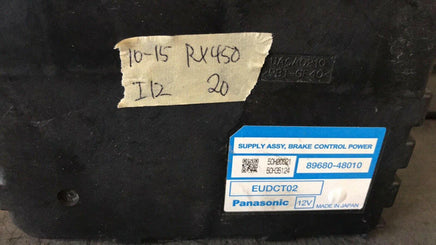 10-15 RX450
I12 20
SUPPLY ASSY, BRAKE CONTROL POWER
89680-48010
EUDCT02
Panasonic 12V MADE IN JAPAN